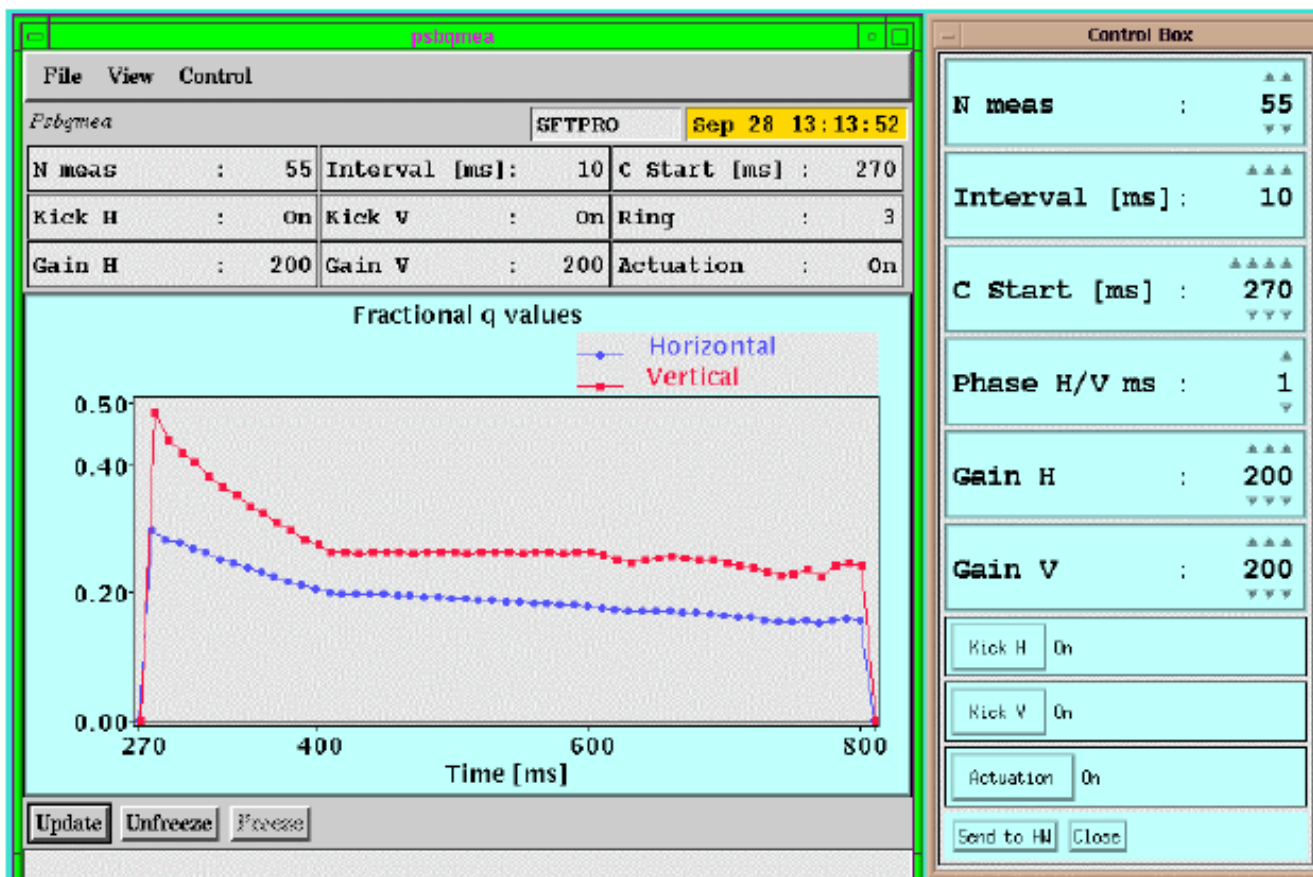 psbqmea
File View Control
Psbqmea SFTPRO Sep 28 13:13:52
N meas : 55 Interval [ms]: 10 C Start [ms] : 270
Kick H : On Kick V : On Ring : 3
Gain H : 200 Gain V : 200 Actuation : On
Fractional q values
Horizontal
Vertical
0.50
0.40
0.20
0.00
270 400 600 800
Time [ms]
Update Unfreeze Freeze
Control Box
N meas : 55
Interval [ms]: 10
C Start [ms] : 270
Phase H/V ms : 1
Gain H : 200
Gain V : 200
Kick H On
Kick V On
Actuation On
Send to HW Close